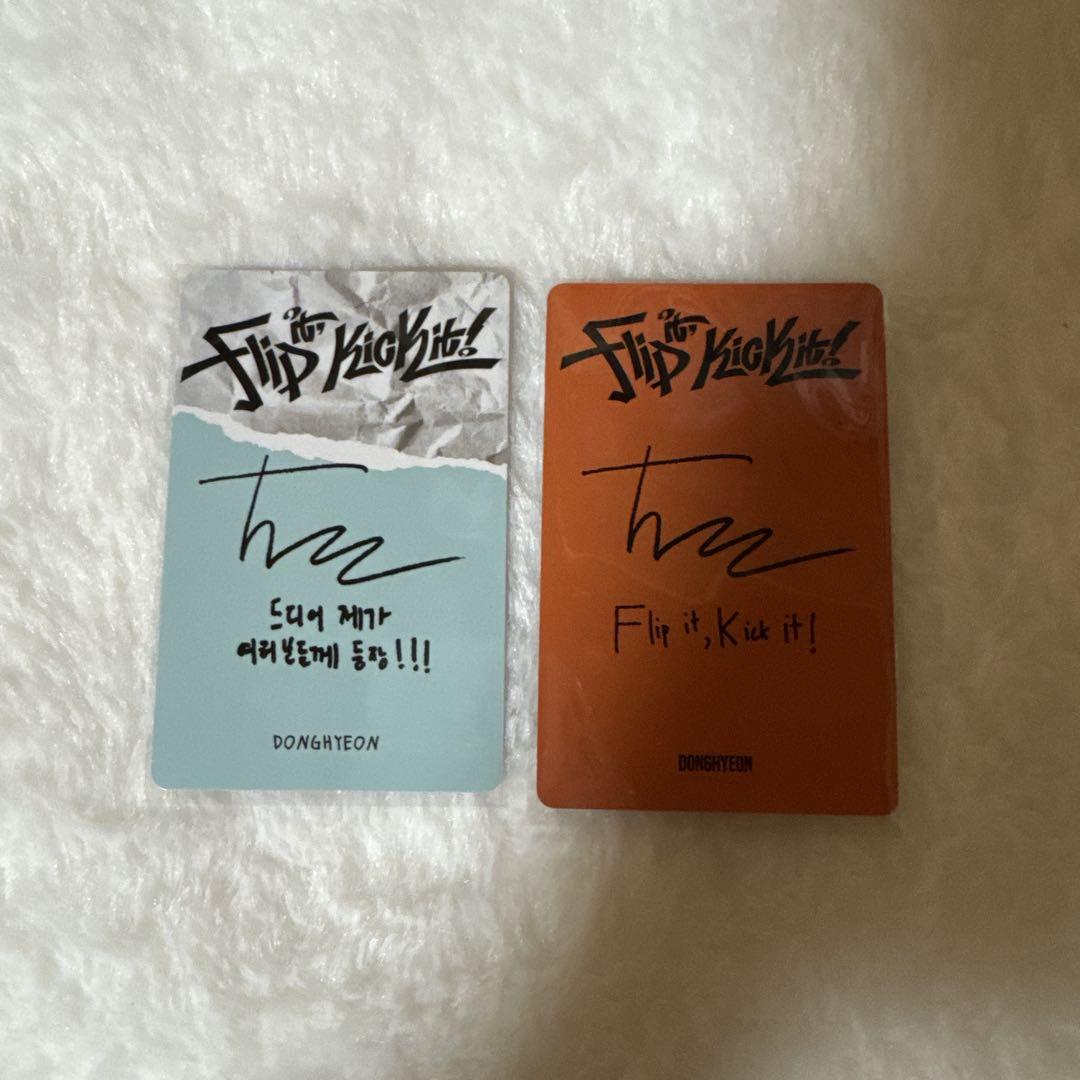 Flip it, Kick it!
드디어 제가
여러분들께 등장!!!
DONGHYEON
Flip it, Kick it!
Flip it, Kick it!
DONGHYEON